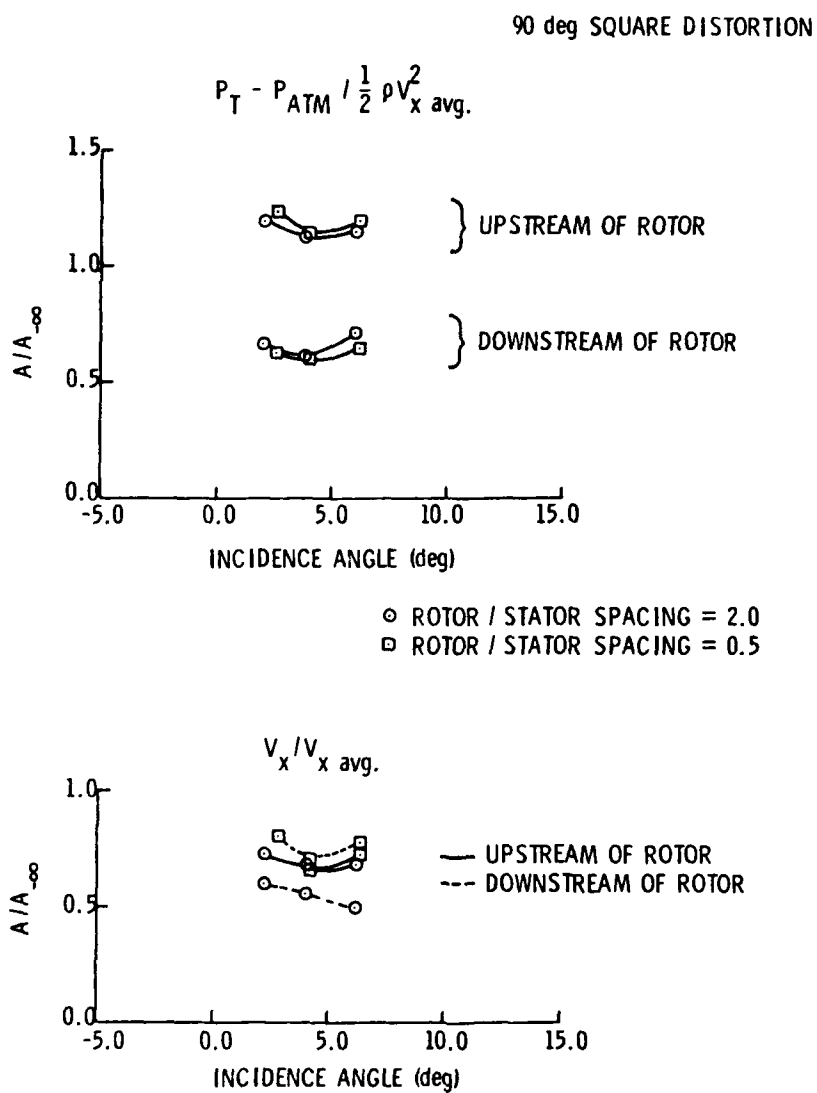 90 deg SQUARE DISTORTION
P_T - P_ATM / 1/2 ρV²_x avg.
1.5
UPSTREAM OF ROTOR
1.0
A/A_-∞
DOWNSTREAM OF ROTOR
0.5
0.0
-5.0 0.0 5.0 10.0 15.0
INCIDENCE ANGLE (deg)
ROTOR / STATOR SPACING = 2.0
ROTOR / STATOR SPACING = 0.5
V_x/V_x avg.
1.0
UPSTREAM OF ROTOR
DOWNSTREAM OF ROTOR
A/A_-∞
0.5
0.0
-5.0 0.0 5.0 10.0 15.0
INCIDENCE ANGLE (deg)